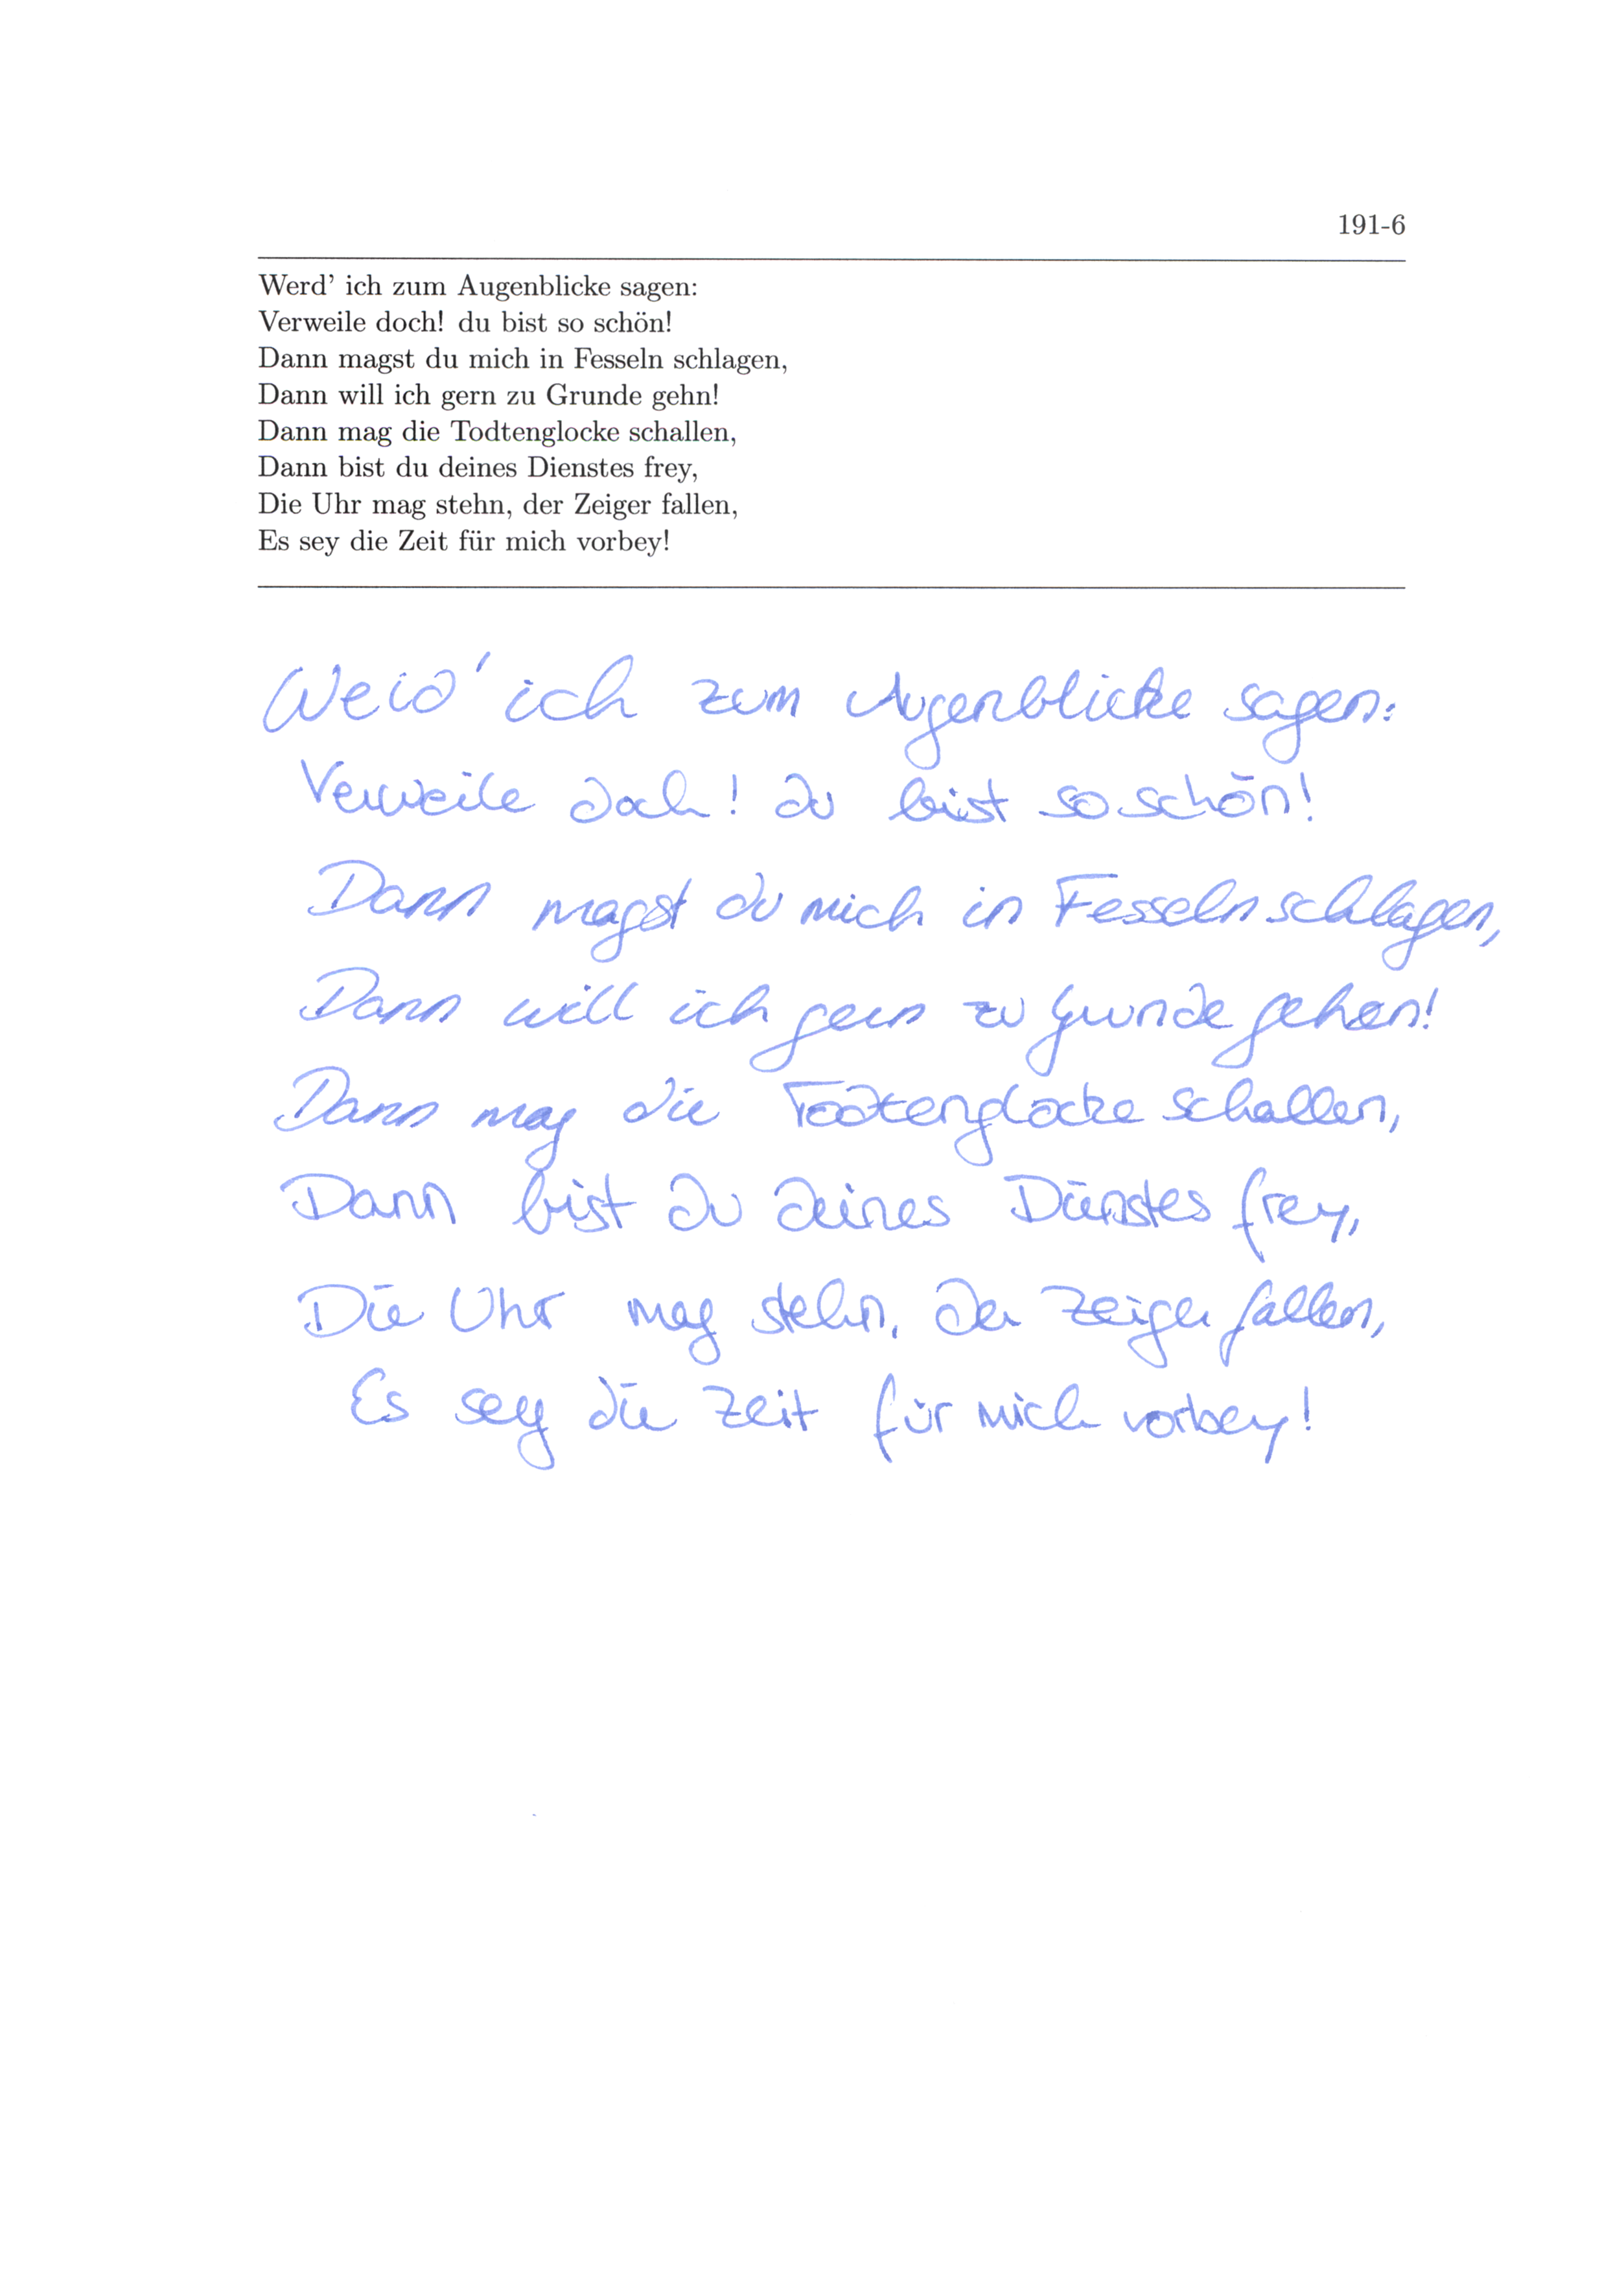 191-6
Werd' ich zum Augenblicke sagen:
Verweile doch! du bist so schön!
Dann magst du mich in Fesseln schlagen,
Dann will ich gern zu Grunde gehn!
Dann mag die Todtenglocke schallen,
Dann bist du deines Dienstes frey,
Die Uhr mag stehn, der Zeiger fallen,
Es sey die Zeit für mich vorbey!
Werd' ich zum Augenblicke sagen:
Verweile doch! du bist so schön!
Dann magst du mich in Fesseln schlagen,
Dann will ich gern zu Grunde gehen!
Dann mag die Todtenglocke schallen,
Dann bist du deines Dienstes frey,
Die Uhr mag stehn, der Zeiger fallen,
Es sey die Zeit für mich vorbey!